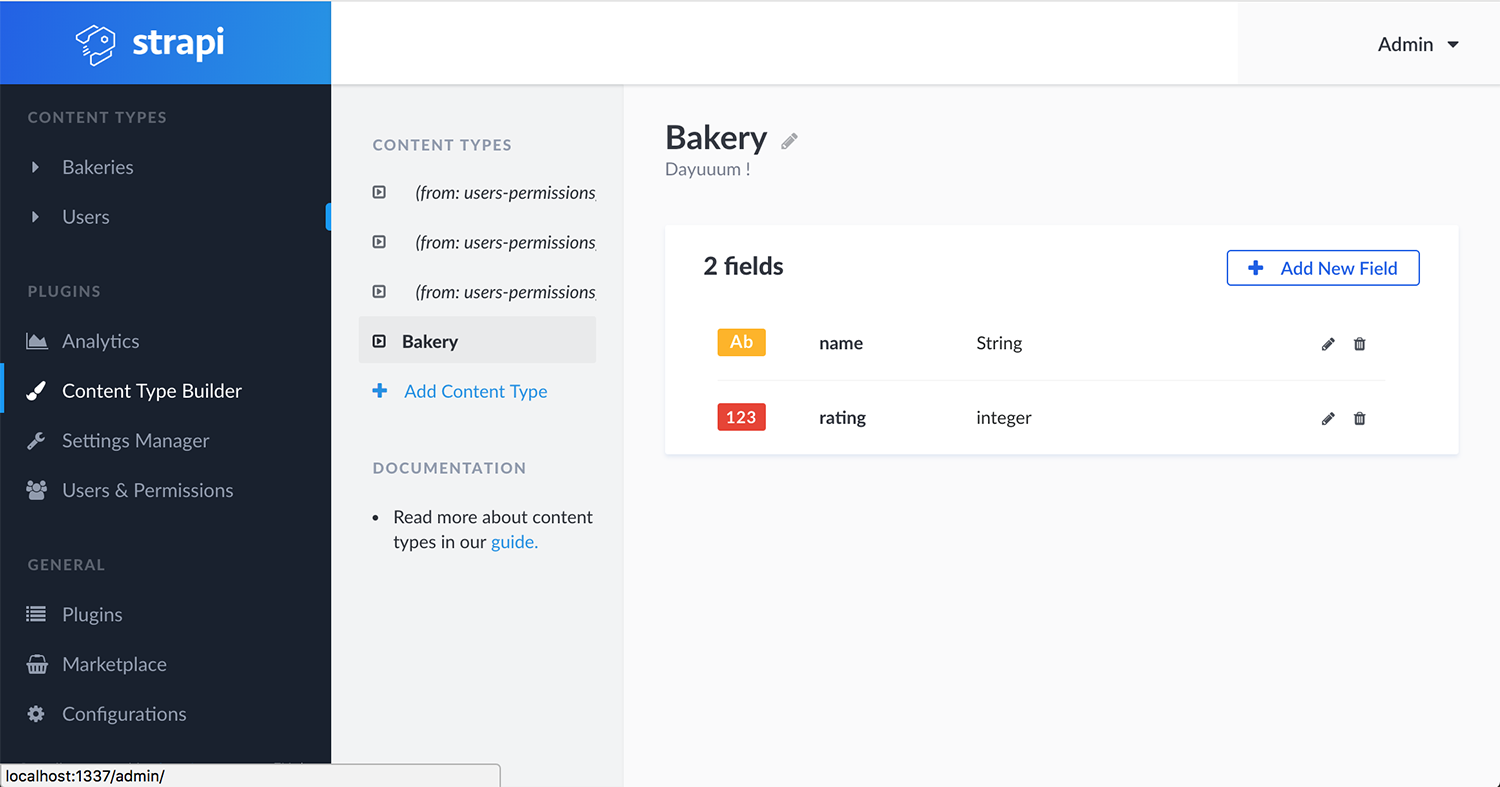 strapi
Admin
CONTENT TYPES
Bakeries
Users
PLUGINS
Analytics
Content Type Builder
Settings Manager
Users & Permissions
GENERAL
Plugins
Marketplace
Configurations
localhost:1337/admin/
CONTENT TYPES
(from: users-permissions
(from: users-permissions
(from: users-permissions
Bakery
Add Content Type
DOCUMENTATION
• Read more about content
types in our guide.
Bakery
Dayuuum !
2 fields
Add New Field
Ab name String
123 rating integer